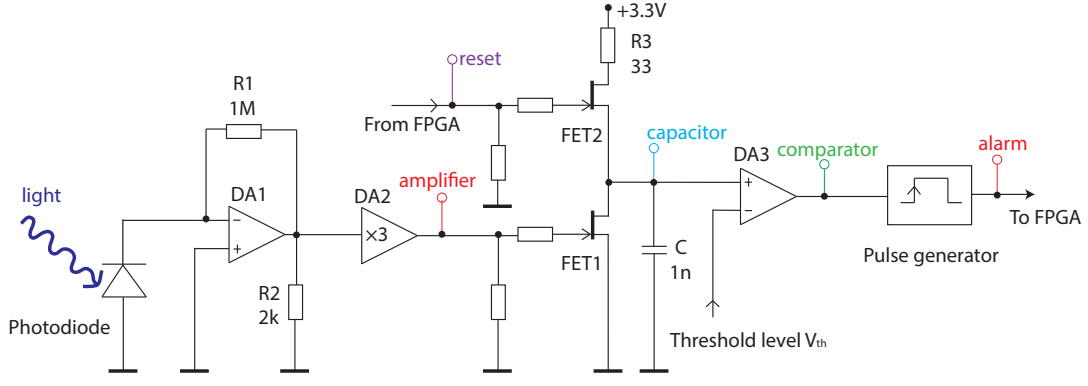 +3.3V
R3
33
reset
From FPGA
FET2
R1
1M
light
DA1
−
+
R2
2k
Photodiode
DA2
×3
amplifier
FET1
capacitor
C
1n
DA3
+
−
comparator
Threshold level Vth
alarm
To FPGA
Pulse generator